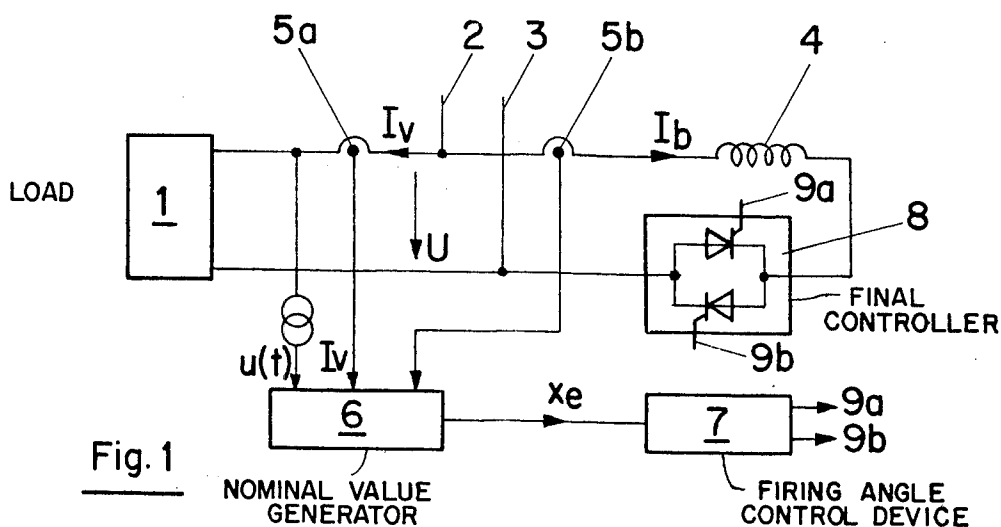 5a 2 3 5b 4
Iv Ib
9a
8
LOAD 1
U
FINAL
CONTROLLER
9b
u(t) Iv
6 xe 7 9a
9b
Fig. 1
NOMINAL VALUE
GENERATOR
FIRING ANGLE
CONTROL DEVICE